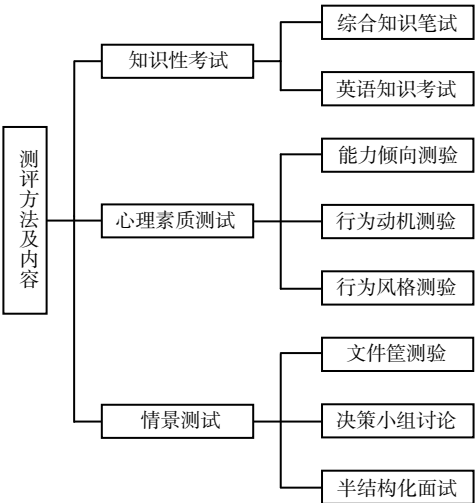 测评方法及内容
知识性考试
综合知识笔试
英语知识考试
心理素质测试
能力倾向测验
行为动机测验
行为风格测验
情景测试
文件筐测验
决策小组讨论
半结构化面试